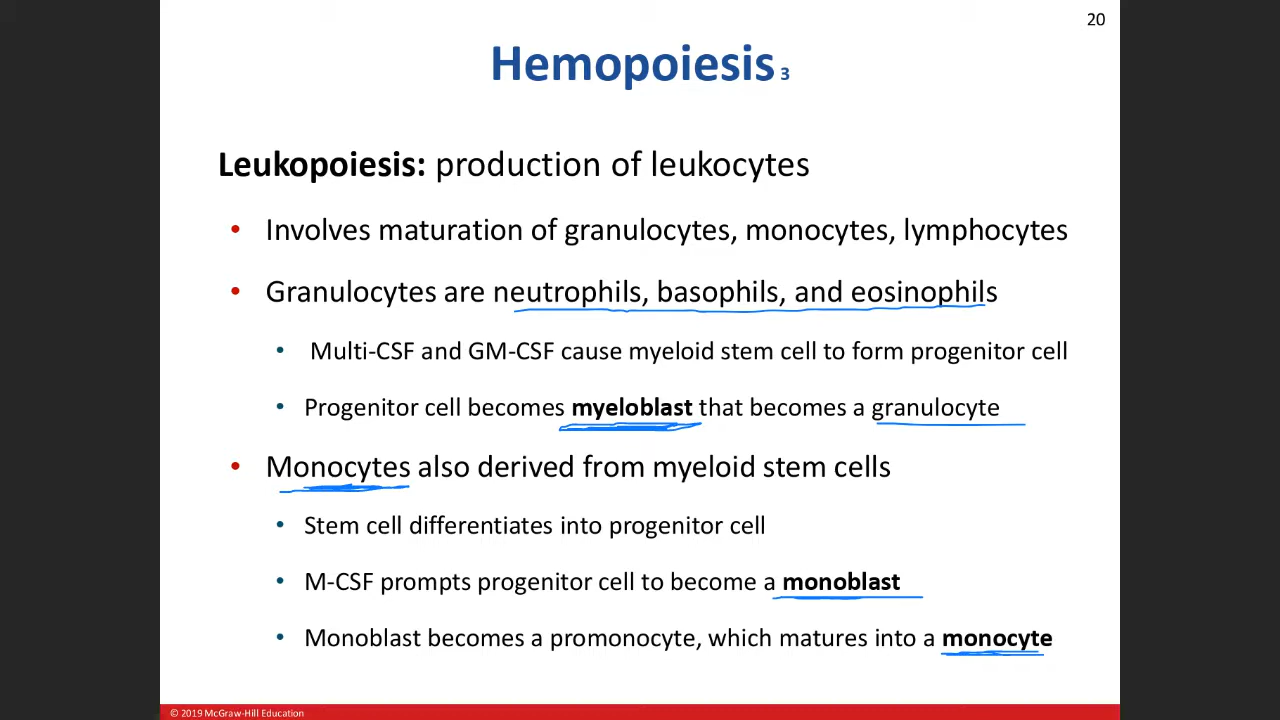 20
Hemopoiesis 3
Leukopoiesis: production of leukocytes
• Involves maturation of granulocytes, monocytes, lymphocytes
• Granulocytes are neutrophils, basophils, and eosinophils
• Multi-CSF and GM-CSF cause myeloid stem cell to form progenitor cell
• Progenitor cell becomes myeloblast that becomes a granulocyte
• Monocytes also derived from myeloid stem cells
• Stem cell differentiates into progenitor cell
• M-CSF prompts progenitor cell to become a monoblast
• Monoblast becomes a promonocyte, which matures into a monocyte
© 2019 McGraw-Hill Education